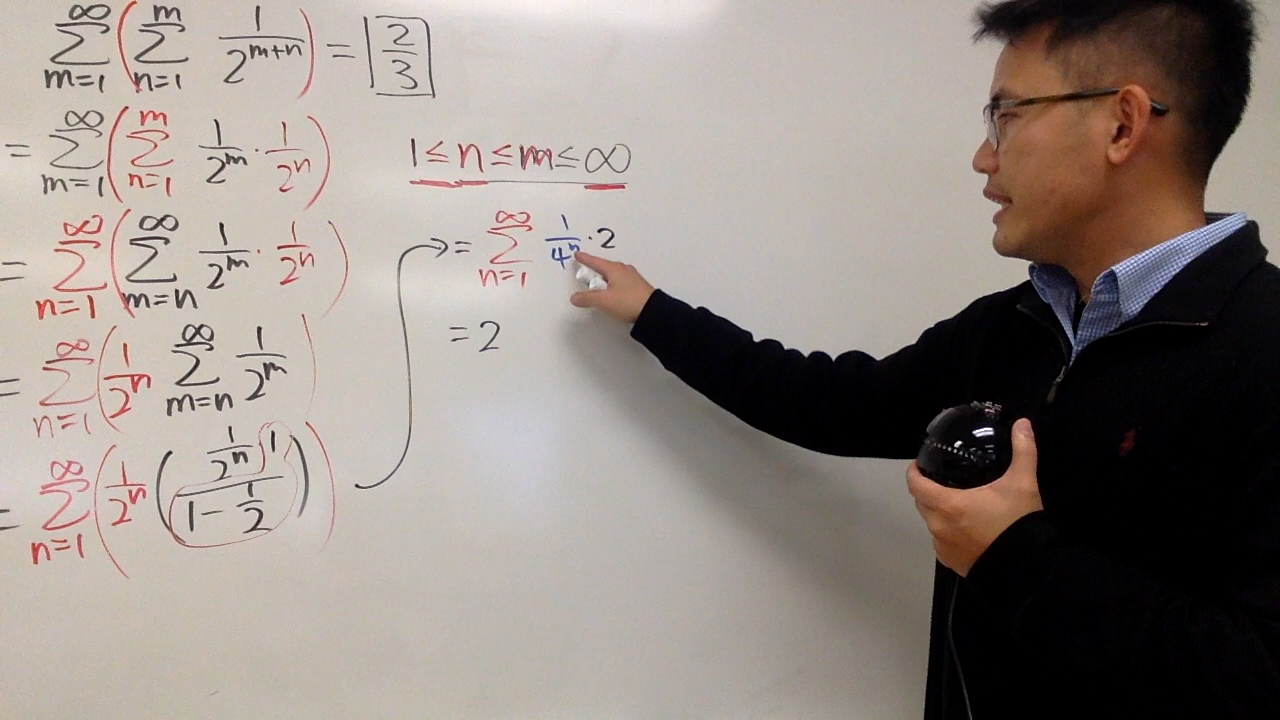 ∞∑m=1 (m∑n=1 1/2^(m+n)) = 2/3
= ∞∑m=1 (m∑n=1 1/2^m · 1/2^n)
= ∞∑n=1 (∞∑m=n 1/2^m · 1/2^n)
= ∞∑n=1 (1/2^n ∞∑m=n 1/2^m)
= ∞∑n=1 (1/2^n (1/2^n · 1 / (1 - 1/2)))
1 ≤ n ≤ m ≤ ∞
= ∞∑n=1 1/4^n · 2
= 2